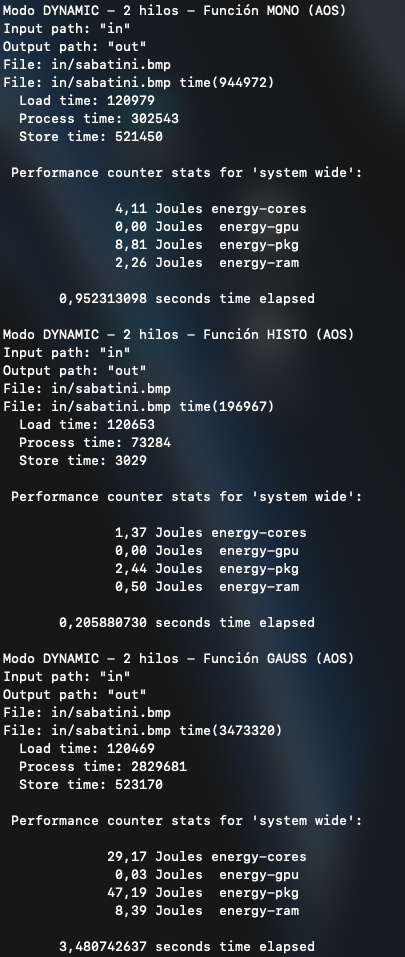 Modo DYNAMIC – 2 hilos – Función MONO (AOS)
Input path: "in"
Output path: "out"
File: in/sabatini.bmp
File: in/sabatini.bmp time(944972)
  Load time: 120979
  Process time: 302543
  Store time: 521450
 Performance counter stats for 'system wide':
              4,11 Joules energy-cores
              0,00 Joules  energy-gpu
              8,81 Joules  energy-pkg
              2,26 Joules  energy-ram
       0,952313098 seconds time elapsed
Modo DYNAMIC – 2 hilos – Función HISTO (AOS)
Input path: "in"
Output path: "out"
File: in/sabatini.bmp
File: in/sabatini.bmp time(196967)
  Load time: 120653
  Process time: 73284
  Store time: 3029
 Performance counter stats for 'system wide':
              1,37 Joules energy-cores
              0,00 Joules  energy-gpu
              2,44 Joules  energy-pkg
              0,50 Joules  energy-ram
       0,205880730 seconds time elapsed
Modo DYNAMIC – 2 hilos – Función GAUSS (AOS)
Input path: "in"
Output path: "out"
File: in/sabatini.bmp
File: in/sabatini.bmp time(3473320)
  Load time: 120469
  Process time: 2829681
  Store time: 523170
 Performance counter stats for 'system wide':
             29,17 Joules energy-cores
              0,03 Joules  energy-gpu
             47,19 Joules  energy-pkg
              8,39 Joules  energy-ram
       3,480742637 seconds time elapsed